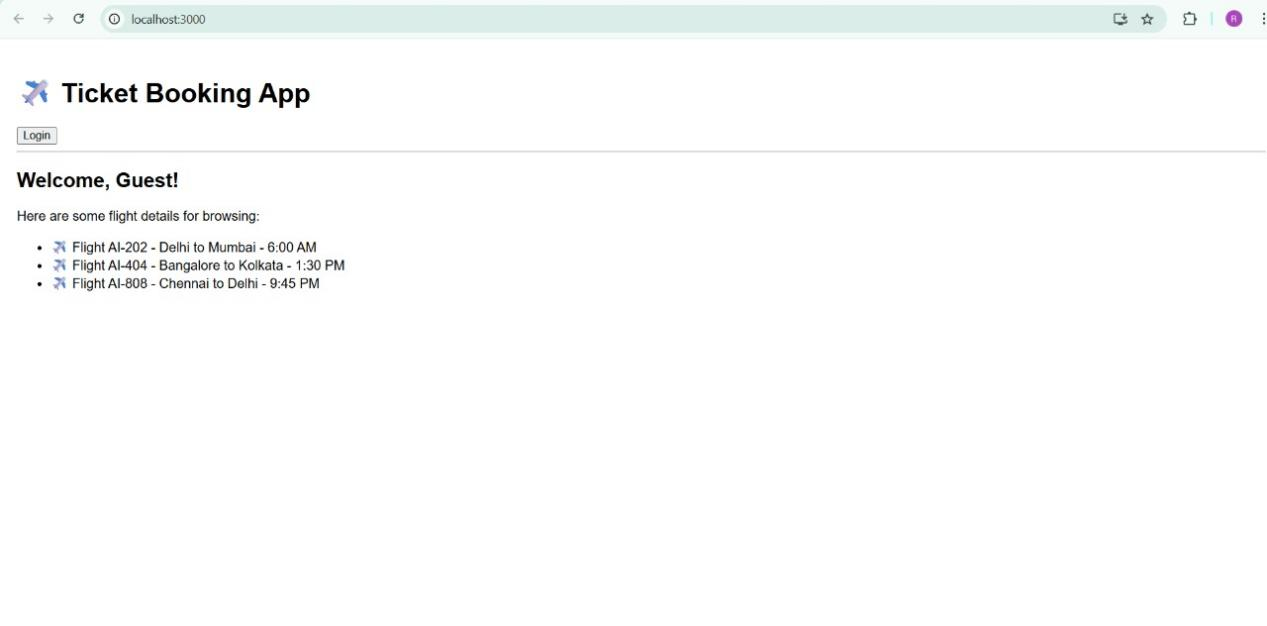 localhost:3000
R
✈️ Ticket Booking App
Login
Welcome, Guest!
Here are some flight details for browsing:
• ✈️ Flight AI-202 - Delhi to Mumbai - 6:00 AM
• ✈️ Flight AI-404 - Bangalore to Kolkata - 1:30 PM
• ✈️ Flight AI-808 - Chennai to Delhi - 9:45 PM